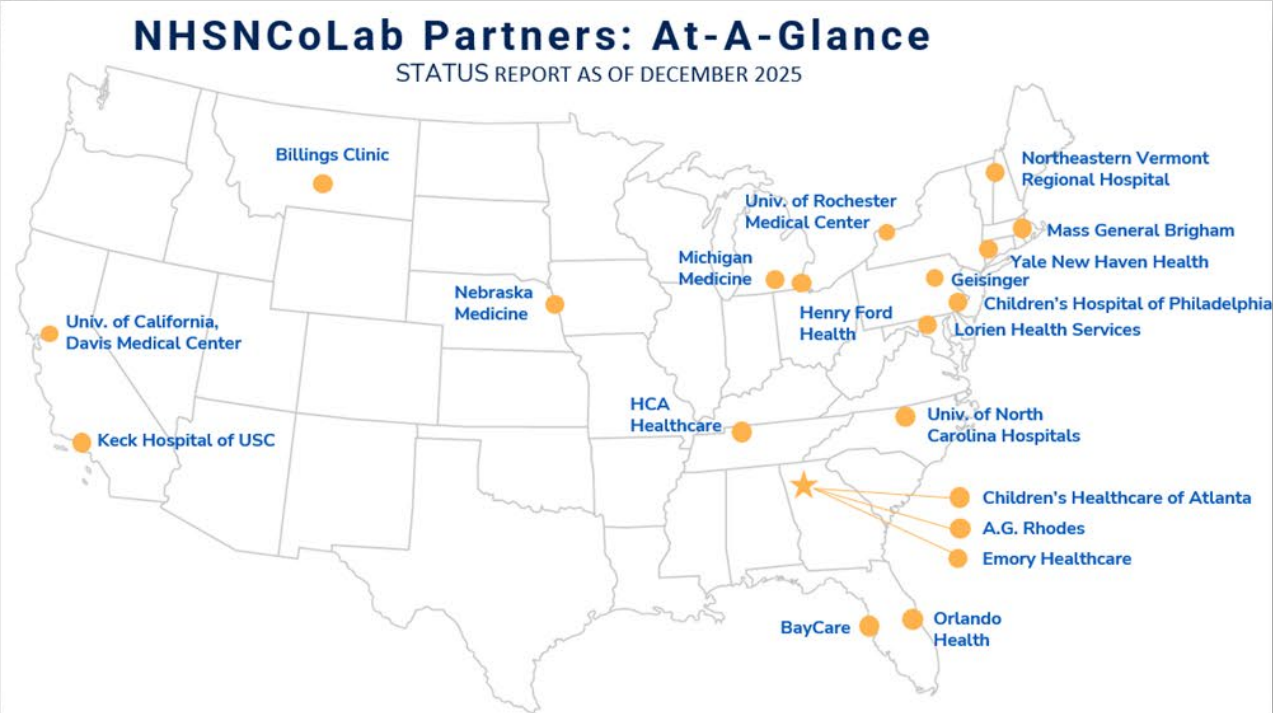 NHSNCoLab Partners: At-A-Glance
STATUS REPORT AS OF DECEMBER 2025
Billings Clinic
Northeastern Vermont
Regional Hospital
Univ. of Rochester
Medical Center
Mass General Brigham
Michigan
Medicine
Yale New Haven Health
Geisinger
Nebraska
Medicine
Children's Hospital of Philadelphia
Henry Ford
Health
Lorien Health Services
Univ. of California,
Davis Medical Center
HCA
Healthcare
Univ. of North
Carolina Hospitals
Keck Hospital of USC
Children's Healthcare of Atlanta
A.G. Rhodes
Emory Healthcare
BayCare
Orlando
Health